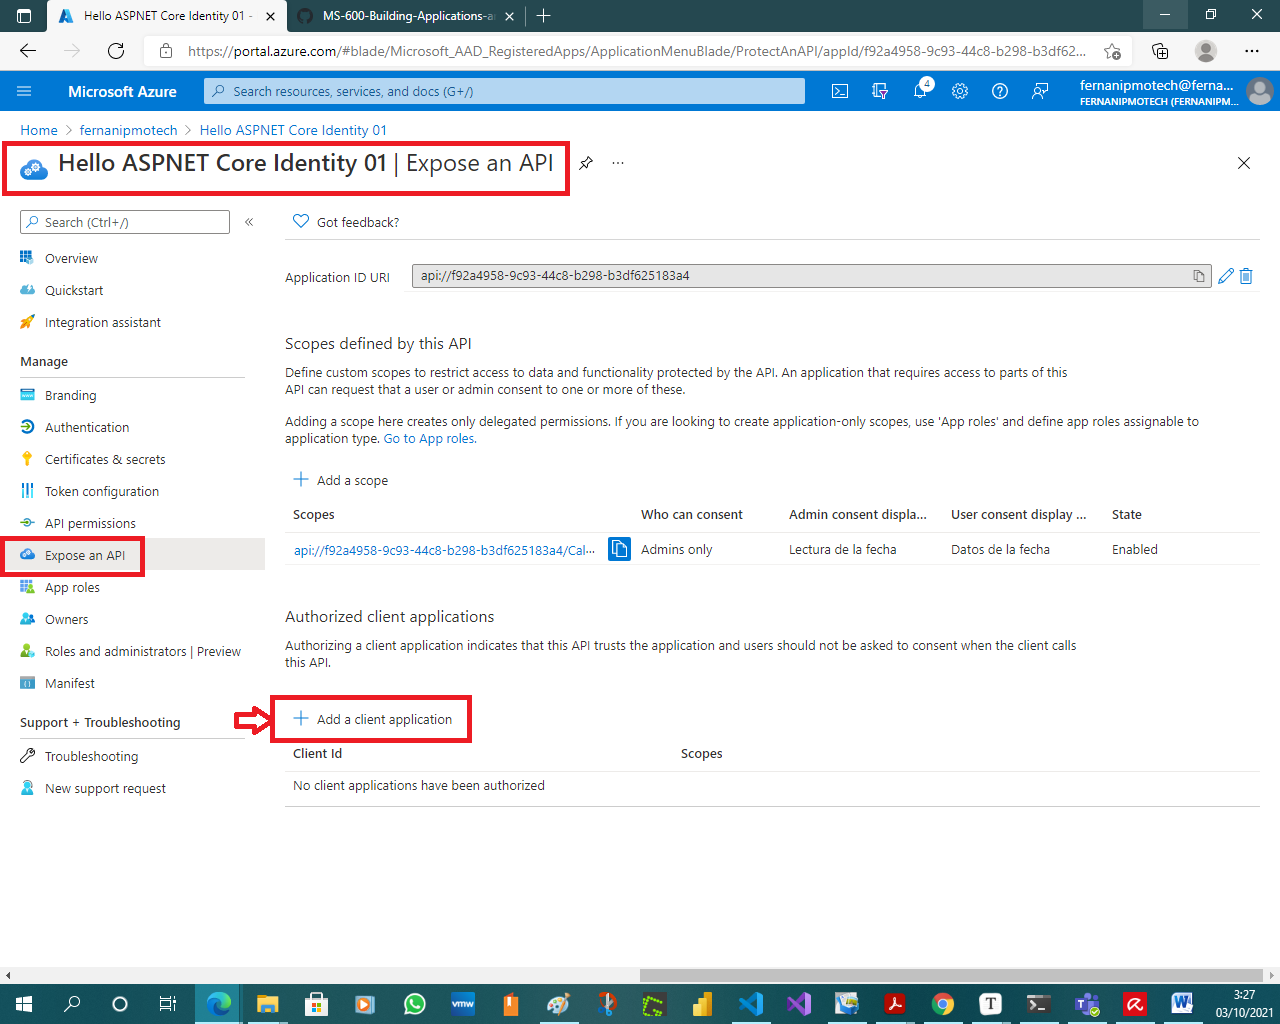 Hello ASPNET Core Identity 01 -
MS-600-Building-Applications-a
https://portal.azure.com/#blade/Microsoft_AAD_RegisteredApps/ApplicationMenuBlade/ProtectAnAPI/appId/f92a4958-9c93-44c8-b298-b3df62...
Microsoft Azure
Search resources, services, and docs (G+/)
4
fernanipmotech@ferna...
FERNANIPMOTECH (FERNANIPM...
Home > fernanipmotech > Hello ASPNET Core Identity 01
Hello ASPNET Core Identity 01 | Expose an API
Search (Ctrl+/)
Got feedback?
Overview
Quickstart
Integration assistant
Manage
Branding
Authentication
Certificates & secrets
Token configuration
API permissions
Expose an API
App roles
Owners
Roles and administrators | Preview
Manifest
Support + Troubleshooting
Troubleshooting
New support request
Application ID URI
api://f92a4958-9c93-44c8-b298-b3df625183a4
Scopes defined by this API
Define custom scopes to restrict access to data and functionality protected by the API. An application that requires access to parts of this
API can request that a user or admin consent to one or more of these.
Adding a scope here creates only delegated permissions. If you are looking to create application-only scopes, use 'App roles' and define app roles assignable to
application type. Go to App roles.
Add a scope
Scopes Who can consent Admin consent displa... User consent display ... State
api://f92a4958-9c93-44c8-b298-b3df625183a4/Cal... Admins only Lectura de la fecha Datos de la fecha Enabled
Authorized client applications
Authorizing a client application indicates that this API trusts the application and users should not be asked to consent when the client calls
this API.
Add a client application
Client Id Scopes
No client applications have been authorized
vmw
T
W
3:27
03/10/2021